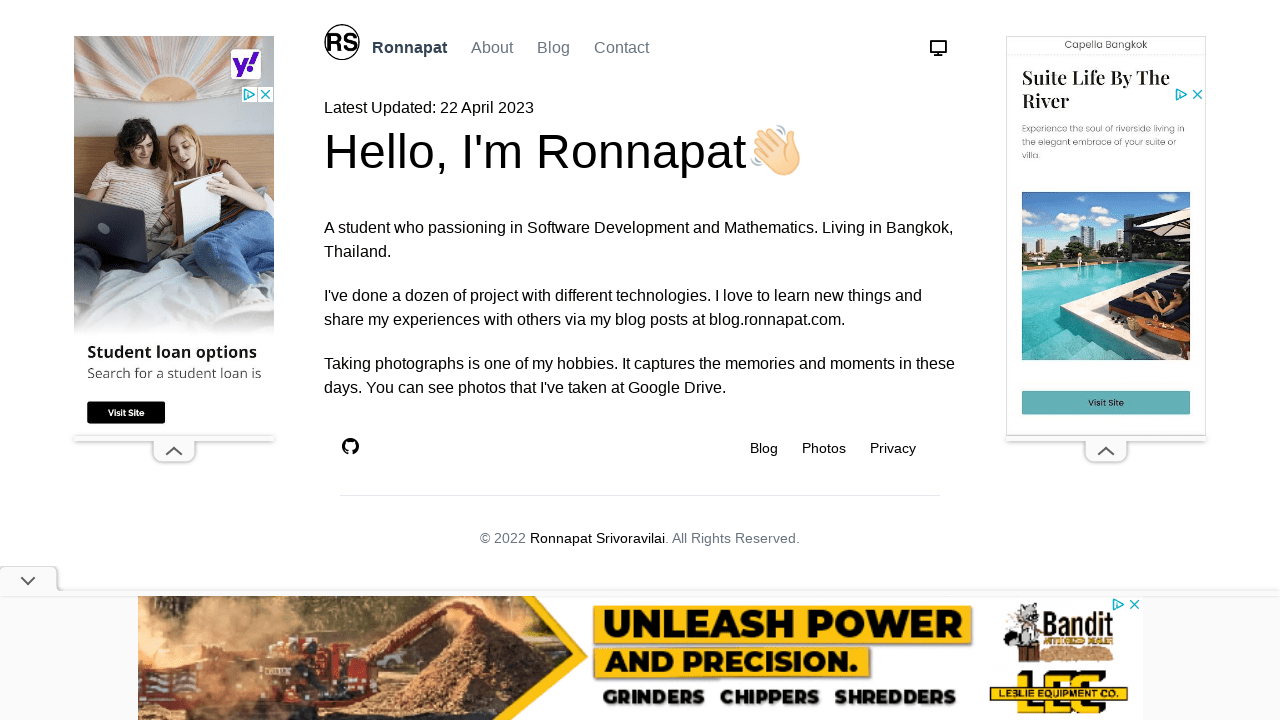 RS
Ronnapat
About
Blog
Contact
Latest Updated: 22 April 2023
Hello, I'm Ronnapat👋🏻
A student who passioning in Software Development and Mathematics. Living in Bangkok,
Thailand.
I've done a dozen of project with different technologies. I love to learn new things and
share my experiences with others via my blog posts at blog.ronnapat.com.
Taking photographs is one of my hobbies. It captures the memories and moments in these
days. You can see photos that I've taken at Google Drive.
Blog
Photos
Privacy
© 2022 Ronnapat Srivoravilai. All Rights Reserved.
y!
Student loan options
Search for a student loan is
Visit Site
Capella Bangkok
Suite Life By The
River
Experience the soul of riverside living in
the elegant embrace of your suite or
villa.
Visit Site
UNLEASH POWER
AND PRECISION.
GRINDERS CHIPPERS SHREDDERS
Bandit
LEC
LESLIE EQUIPMENT CO.